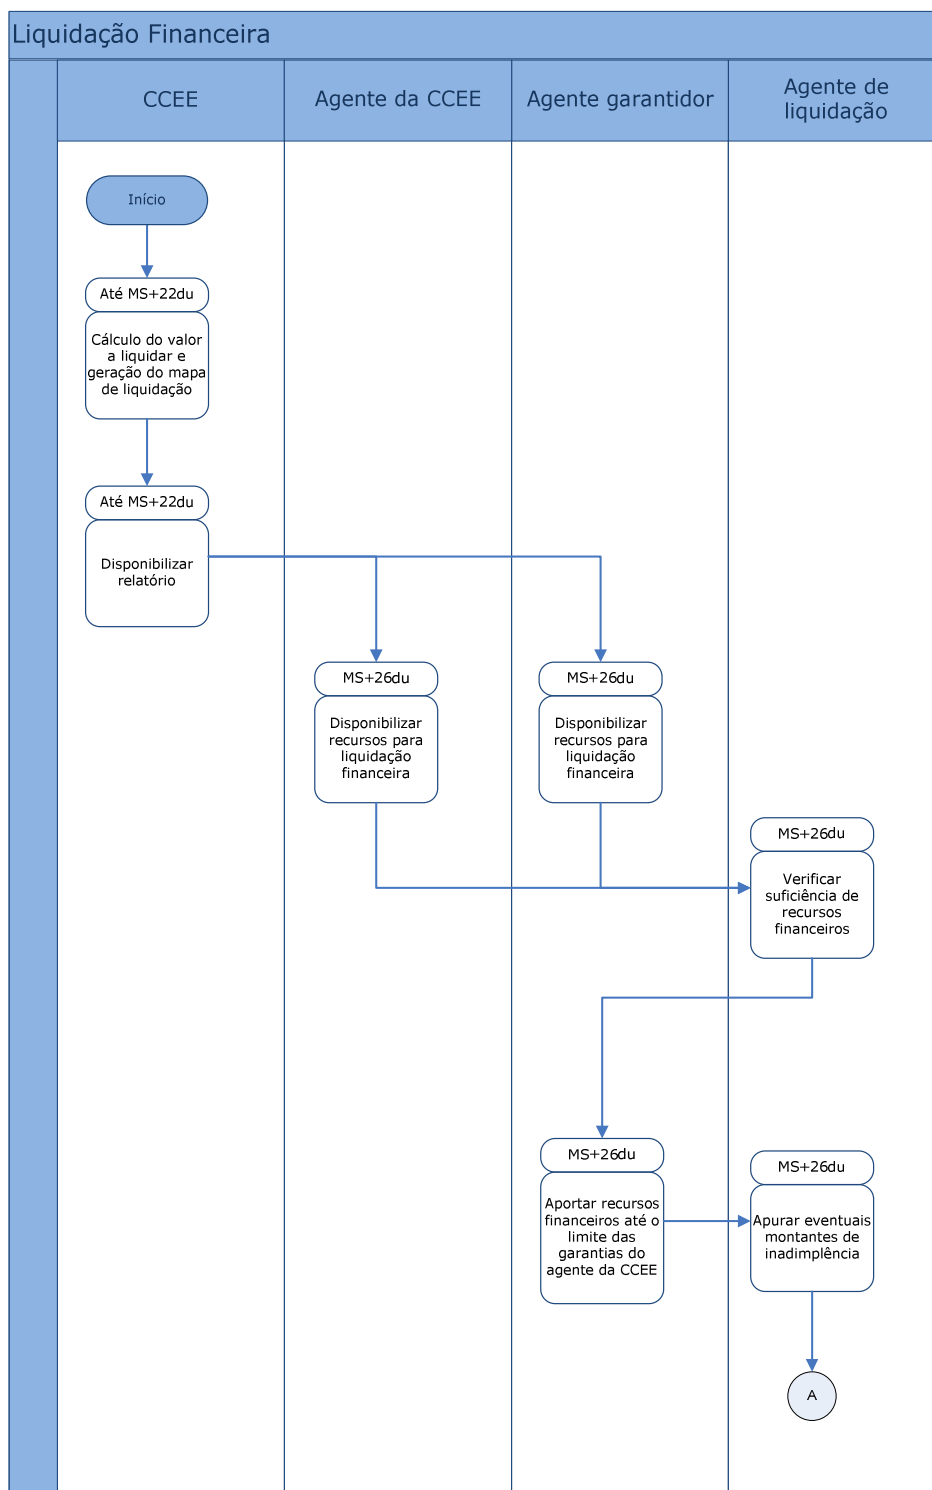 Liquidação Financeira
CCEE
Agente da CCEE
Agente garantidor
Agente de
liquidação
Início
Até MS+22du
Cálculo do valor
a liquidar e
geração do mapa
de liquidação
Até MS+22du
Disponibilizar
relatório
MS+26du
Disponibilizar
recursos para
liquidação
financeira
MS+26du
Disponibilizar
recursos para
liquidação
financeira
MS+26du
Verificar
suficiência de
recursos
financeiros
MS+26du
Aportar recursos
financeiros até o
limite das
garantias do
agente da CCEE
MS+26du
Apurar eventuais
montantes de
inadimplência
A